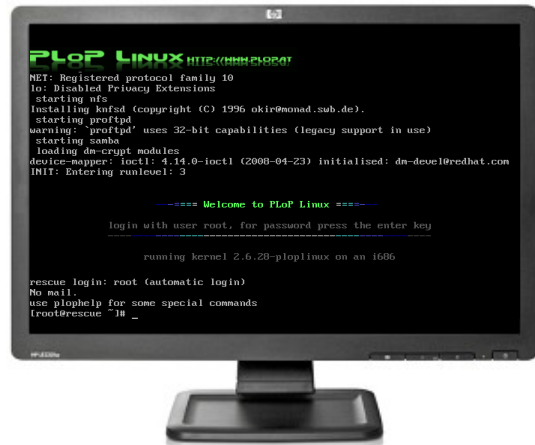 hp
PLoP Linux HTTP://WWW.PLOP.AT
NET: Registered protocol family 10
lo: Disabled Privacy Extensions
starting nfs
Installing knfsd (copyright (C) 1996 okir@monad.swb.de).
starting proftpd
warning: `proftpd' uses 32-bit capabilities (legacy support in use)
starting samba
loading dm-crypt modules
device-mapper: ioctl: 4.14.0-ioctl (2008-04-23) initialised: dm-devel@redhat.com
INIT: Entering runlevel: 3
--==== Welcome to PLoP Linux ====--
login with user root, for password press the enter key
running kernel 2.6.28-ploplinux on an i686
rescue login: root (automatic login)
No mail.
use plophelp for some special commands
[root@rescue ~]# _